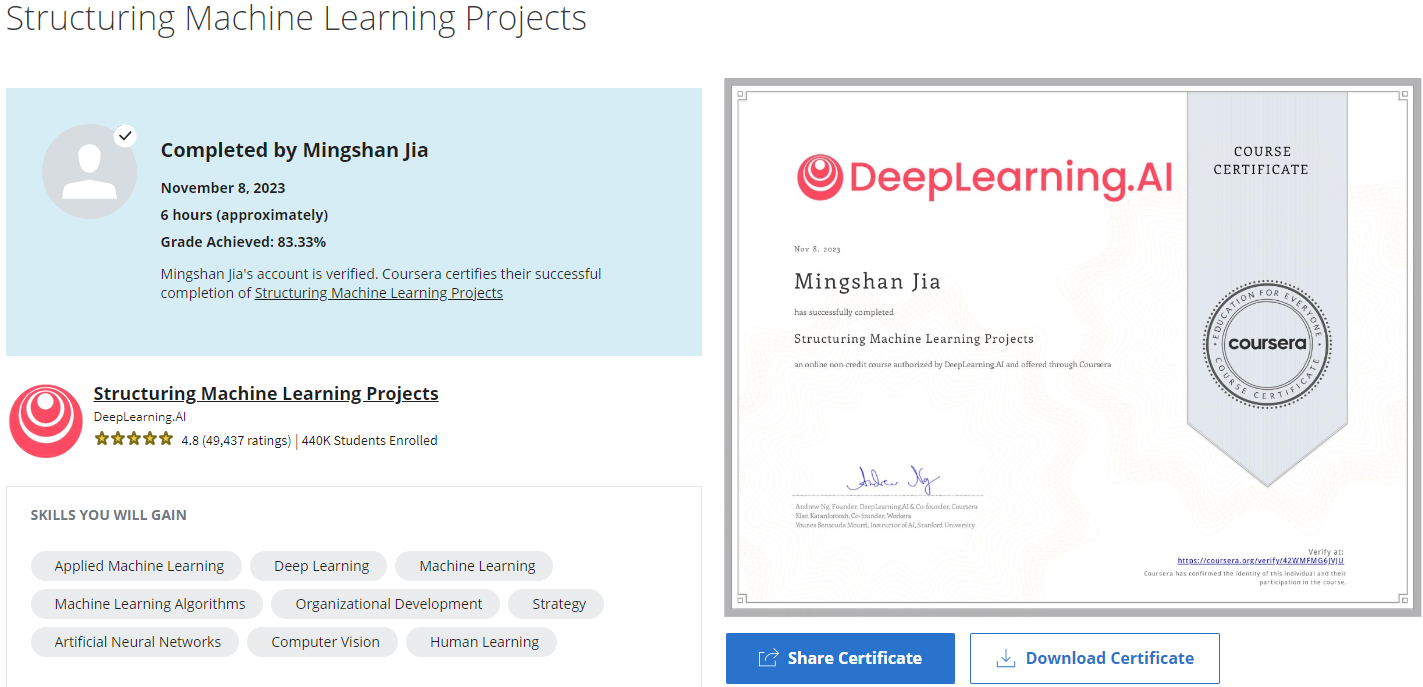 Structuring Machine Learning Projects
Completed by Mingshan Jia
November 8, 2023
6 hours (approximately)
Grade Achieved: 83.33%
Mingshan Jia's account is verified. Coursera certifies their successful
completion of Structuring Machine Learning Projects
Structuring Machine Learning Projects
DeepLearning.AI
4.8 (49,437 ratings) | 440K Students Enrolled
SKILLS YOU WILL GAIN
Applied Machine Learning
Deep Learning
Machine Learning
Machine Learning Algorithms
Organizational Development
Strategy
Artificial Neural Networks
Computer Vision
Human Learning
DeepLearning.AI
COURSE
CERTIFICATE
Nov 8, 2023
Mingshan Jia
has successfully completed
Structuring Machine Learning Projects
an online non-credit course authorized by DeepLearning.AI and offered through Coursera
EDUCATION FOR EVERYONE
coursera
COURSE CERTIFICATE
Andrew Ng
Andrew Ng, Founder, DeepLearning.AI & Co-founder, Coursera
Kian Katanforoosh, Co-founder, Workera
Younes Bensouda Mourri, Instructor of AI, Stanford University
Verify at:
https://coursera.org/verify/42WMFMG6JVJU
Coursera has confirmed the identity of this individual and their
participation in the course.
Share Certificate
Download Certificate